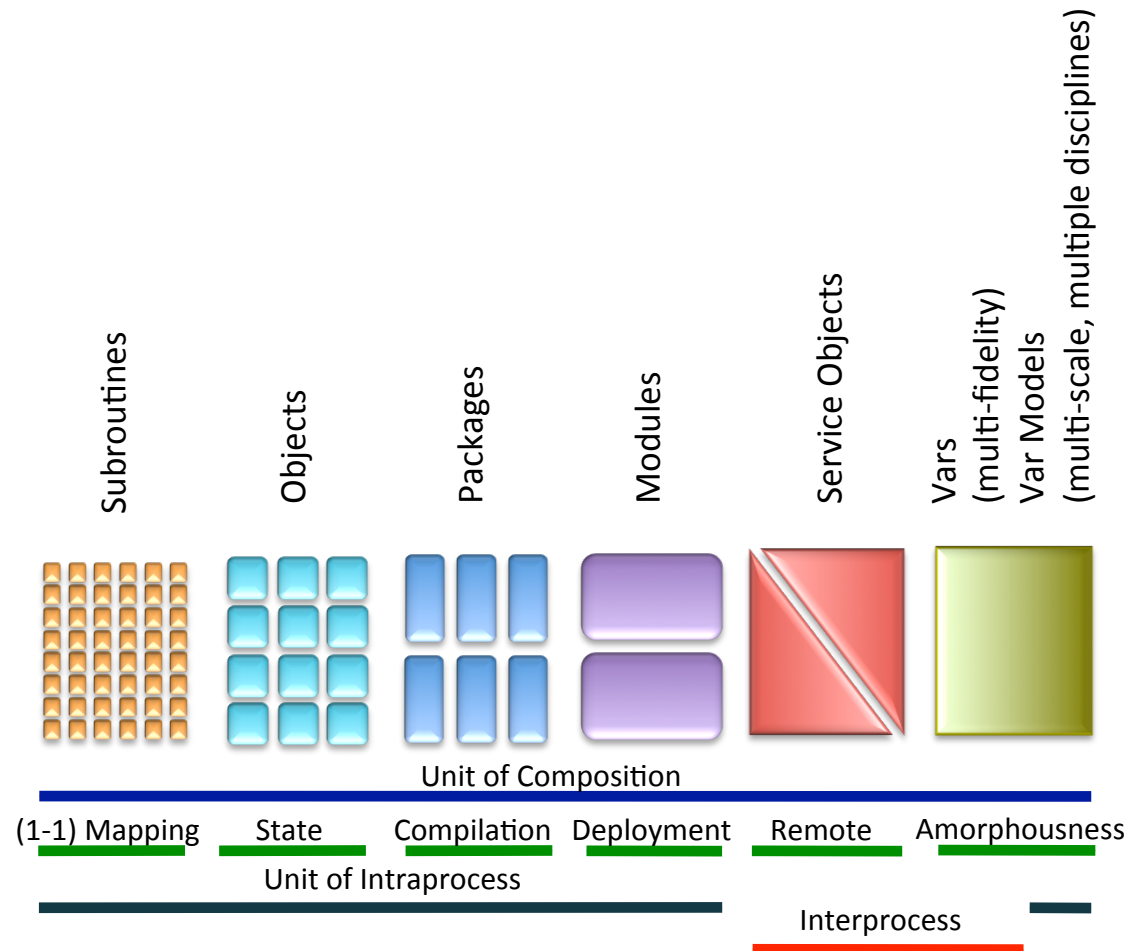 Subroutines
Objects
Packages
Modules
Service Objects
Vars
(multi-fidelity)
Var Models
(multi-scale, multiple disciplines)
Unit of Composition
(1-1) Mapping
State
Compilation
Deployment
Remote
Amorphousness
Unit of Intraprocess
Interprocess